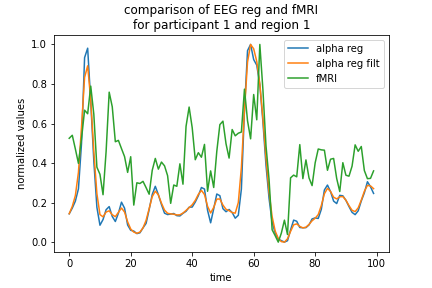 comparison of EEG reg and fMRI
for participant 1 and region 1
alpha reg
alpha reg filt
fMRI
normalized values
1.0
0.8
0.6
0.4
0.2
0.0
0 20 40 60 80 100
time